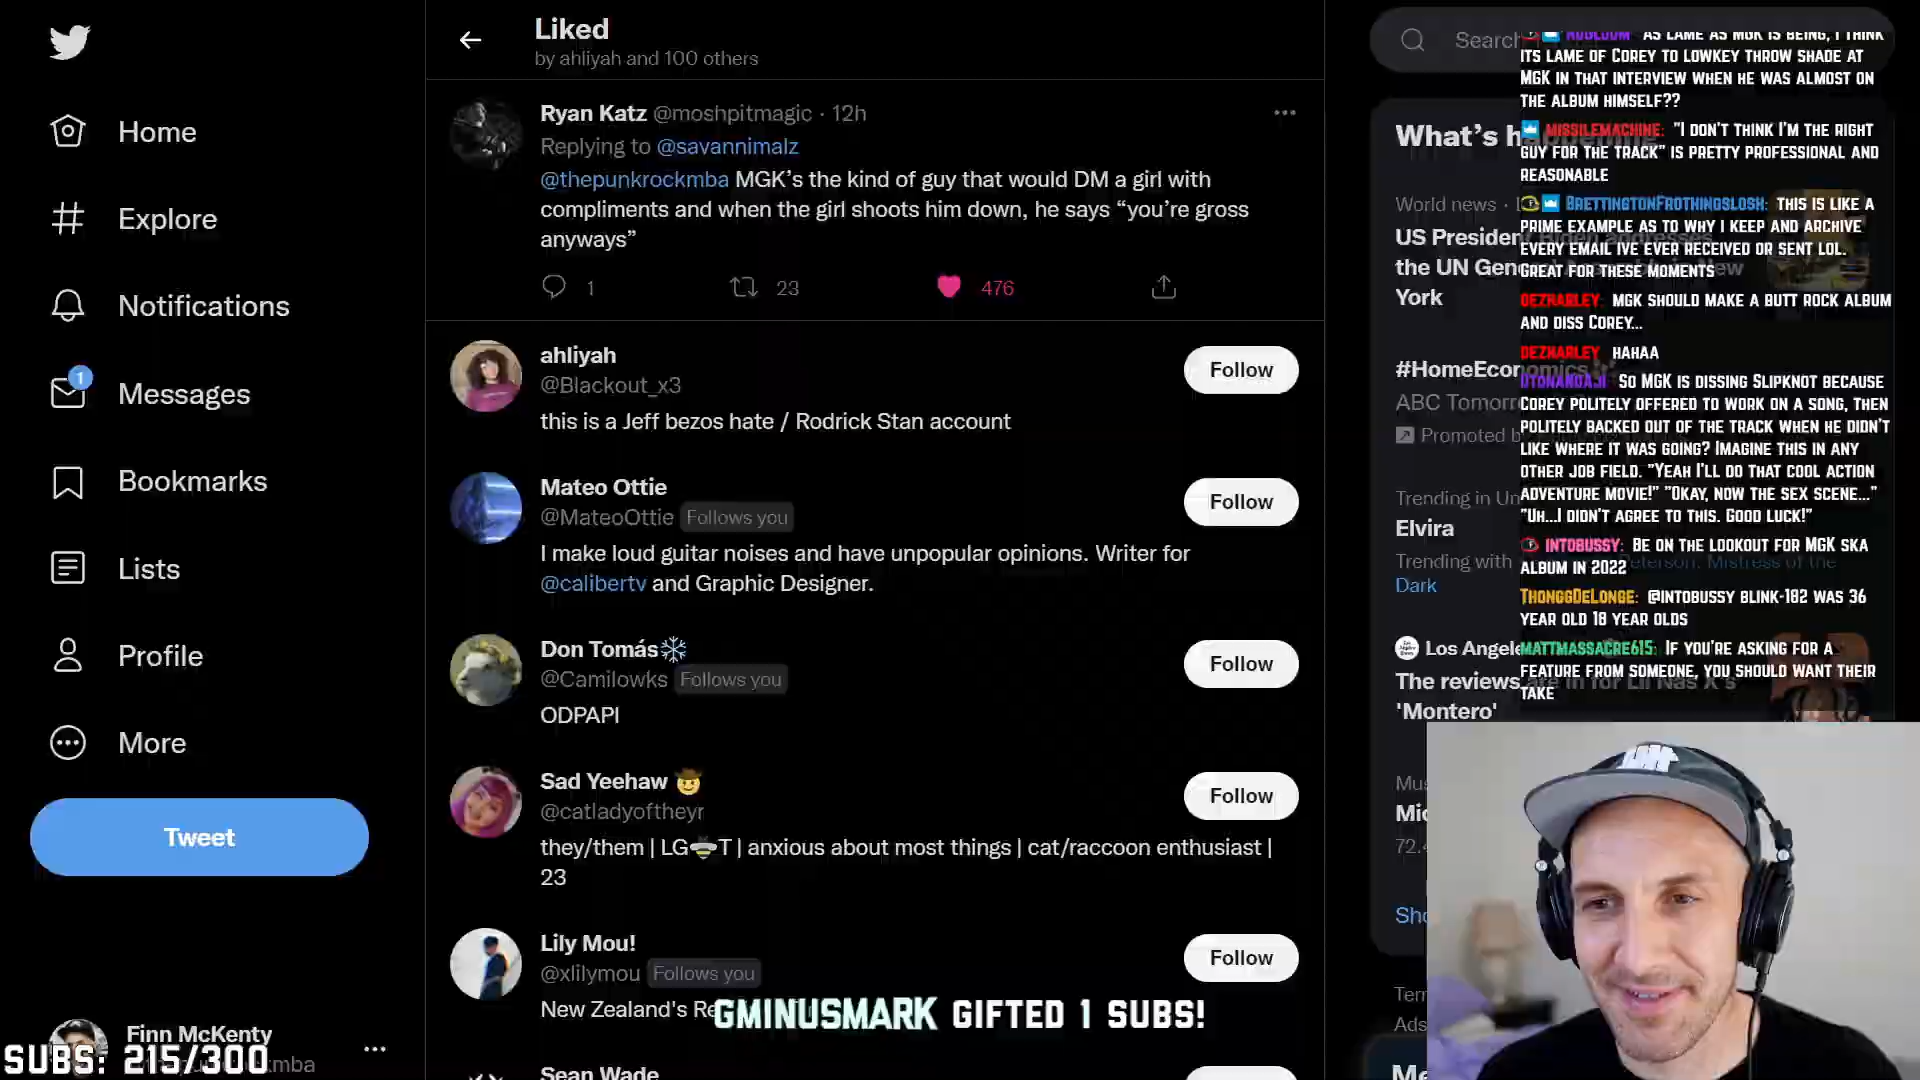 Home
Explore
Notifications
1
Messages
Bookmarks
Lists
Profile
More
Tweet
Finn McKenty
SUBS: 215/300
Liked
by ahliyah and 100 others
Ryan Katz @moshpitmagic · 12h
Replying to @savannimalz
@thepunkrockmba MGK's the kind of guy that would DM a girl with
compliments and when the girl shoots him down, he says “you're gross
anyways”
1
23
476
ahliyah
@Blackout_x3
Follow
this is a Jeff bezos hate / Rodrick Stan account
Mateo Ottie
@MateoOttie Follows you
Follow
I make loud guitar noises and have unpopular opinions. Writer for
@calibertv and Graphic Designer.
Don Tomás❄
@Camilowks Follows you
Follow
ODPAPI
Sad Yeehaw 🤠
@catladyoftheyr
Follow
they/them | LG🐝T | anxious about most things | cat/raccoon enthusiast |
23
Lily Mou!
@xlilymou Follows you
Follow
New Zealand's Re
GMINUSMARK GIFTED 1 SUBS!
Sean Wade
Search
What's happening
World news ·
US President Biden addresses
the UN General Assembly in New
York
#HomeEconomics
ABC Tomorr
Promoted b
Trending in Un
Elvira
Trending with
Peterson, Mistress of the
Dark
Los Angele
The reviews are in for Lil Nas X's
'Montero'
AS LAME AS MGK IS BEING, I THINK
ITS LAME OF COREY TO LOWKEY THROW SHADE AT
MGK IN THAT INTERVIEW WHEN HE WAS ALMOST ON
THE ALBUM HIMSELF??
MISSILEMACHINE: "I DON'T THINK I'M THE RIGHT
GUY FOR THE TRACK" IS PRETTY PROFESSIONAL AND
REASONABLE
BRETTINGTONFROTHINGSLOSH: THIS IS LIKE A
PRIME EXAMPLE AS TO WHY I KEEP AND ARCHIVE
EVERY EMAIL IVE EVER RECEIVED OR SENT LOL.
GREAT FOR THESE MOMENTS
DEZHARLEY: MGK SHOULD MAKE A BUTT ROCK ALBUM
AND DISS COREY...
DEZHARLEY: HAHAA
SO MGK IS DISSING SLIPKNOT BECAUSE
COREY POLITELY OFFERED TO WORK ON A SONG, THEN
POLITELY BACKED OUT OF THE TRACK WHEN HE DIDN'T
LIKE WHERE IT WAS GOING? IMAGINE THIS IN ANY
OTHER JOB FIELD. "YEAH I'LL DO THAT COOL ACTION
ADVENTURE MOVIE!" "OKAY, NOW THE SEX SCENE..."
"UH...I DIDN'T AGREE TO THIS. GOOD LUCK!"
INTOBUSSY: BE ON THE LOOKOUT FOR MGK SKA
ALBUM IN 2022
THONGGDELONGE: @INTOBUSSY BLINK-182 WAS 36
YEAR OLD 18 YEAR OLDS
MATTMASSACRE615: IF YOU'RE ASKING FOR A
FEATURE FROM SOMEONE, YOU SHOULD WANT THEIR
TAKE